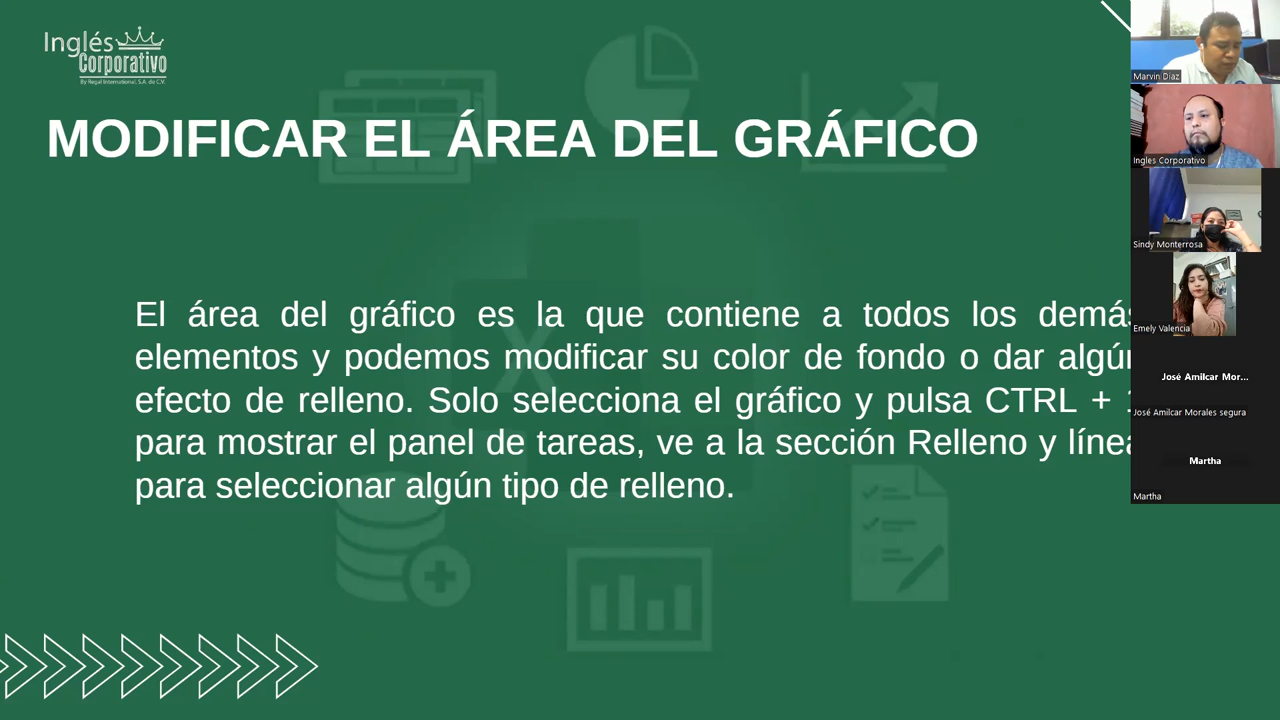 Inglés
Corporativo
By Regal International, S.A. de C.V.
MODIFICAR EL ÁREA DEL GRÁFICO
El área del gráfico es la que contiene a todos los demás
elementos y podemos modificar su color de fondo o dar algún
efecto de relleno. Solo selecciona el gráfico y pulsa CTRL + 1
para mostrar el panel de tareas, ve a la sección Relleno y línea
para seleccionar algún tipo de relleno.
Marvin Diaz
Ingles Corporativo
Sindy Monterrosa
Emely Valencia
José Amilcar Mor...
José Amilcar Morales segura
Martha
Martha